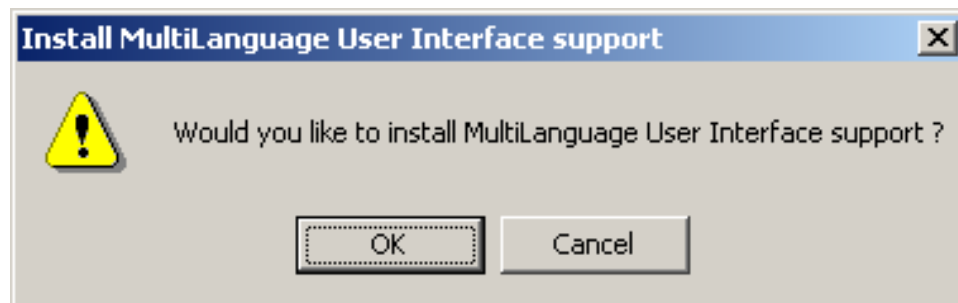 Install MultiLanguage User Interface support
Would you like to install MultiLanguage User Interface support ?
OK
Cancel